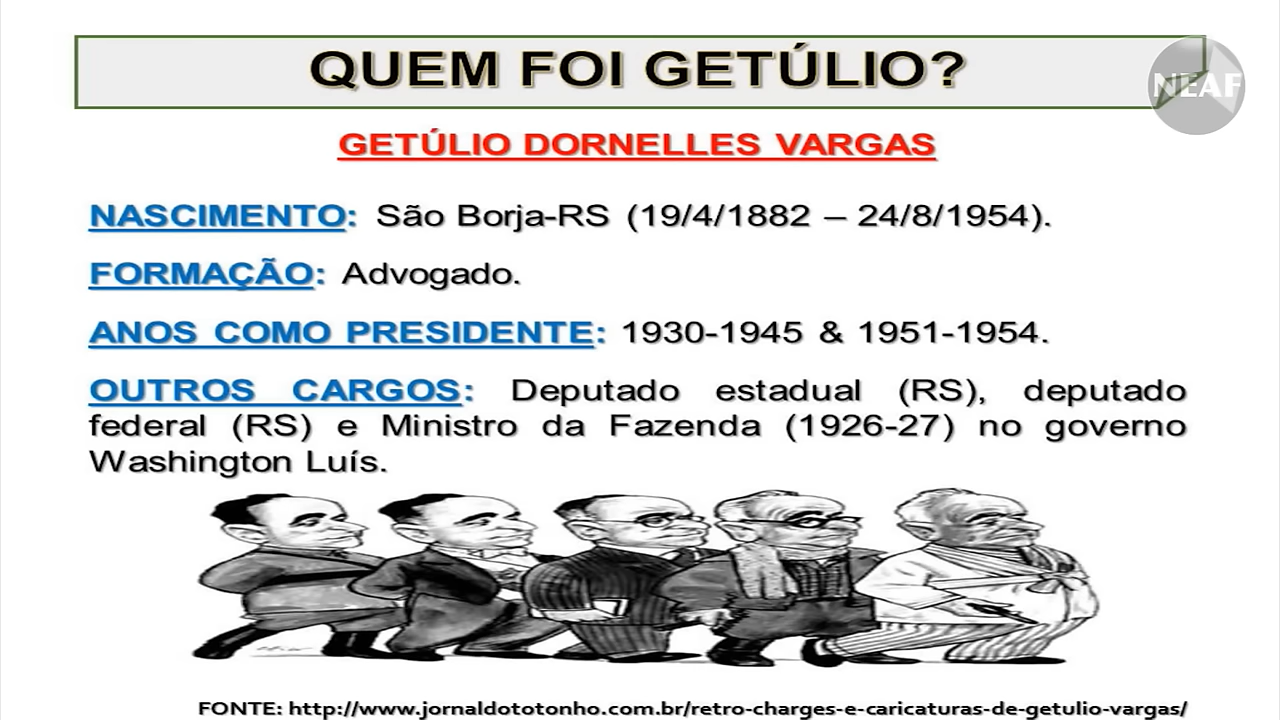 QUEM FOI GETÚLIO?
NEAF
GETÚLIO DORNELLES VARGAS
NASCIMENTO: São Borja-RS (19/4/1882 – 24/8/1954).
FORMAÇÃO: Advogado.
ANOS COMO PRESIDENTE: 1930-1945 & 1951-1954.
OUTROS CARGOS: Deputado estadual (RS), deputado
federal (RS) e Ministro da Fazenda (1926-27) no governo
Washington Luís.
FONTE: http://www.jornaldototonho.com.br/retro-charges-e-caricaturas-de-getulio-vargas/